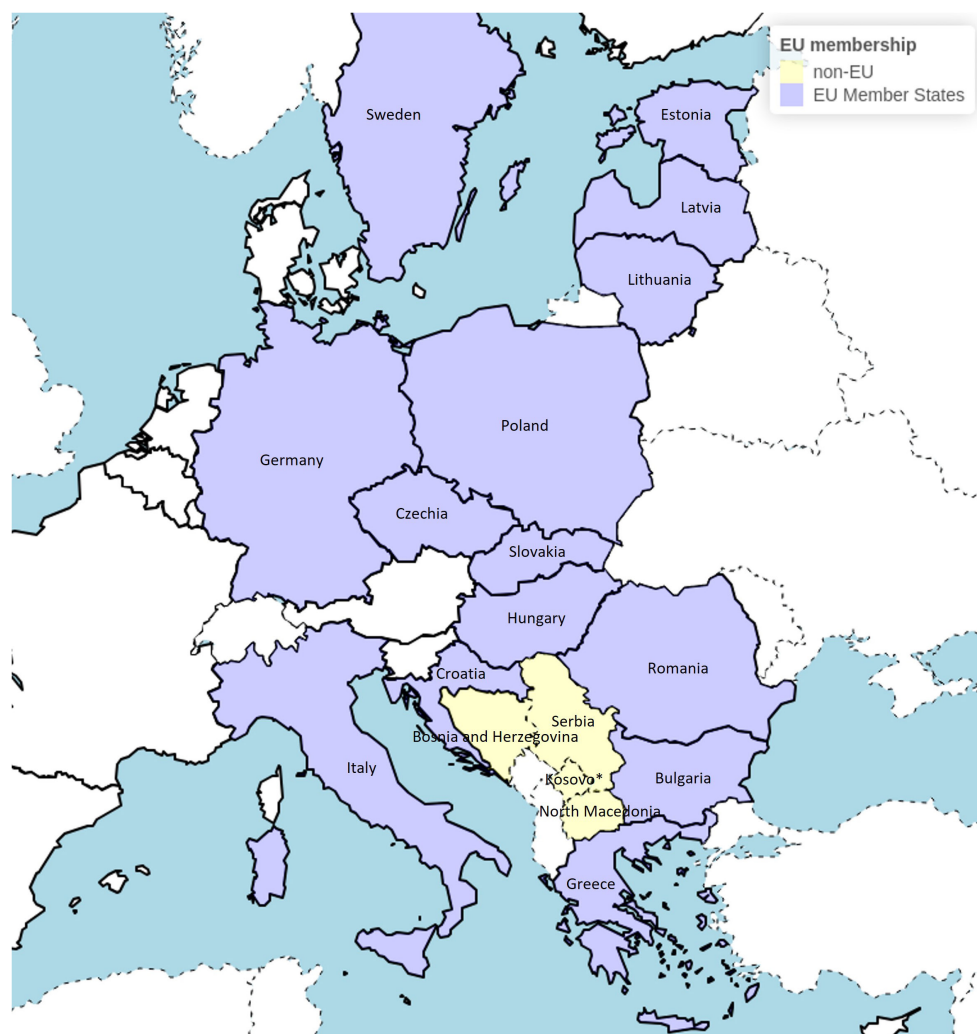 EU membership
non-EU
EU Member States
Sweden
Estonia
Latvia
Lithuania
Poland
Germany
Czechia
Slovakia
Hungary
Romania
Croatia
Serbia
Bosnia and Herzegovina
Italy
Kosovo*
Bulgaria
North Macedonia
Greece